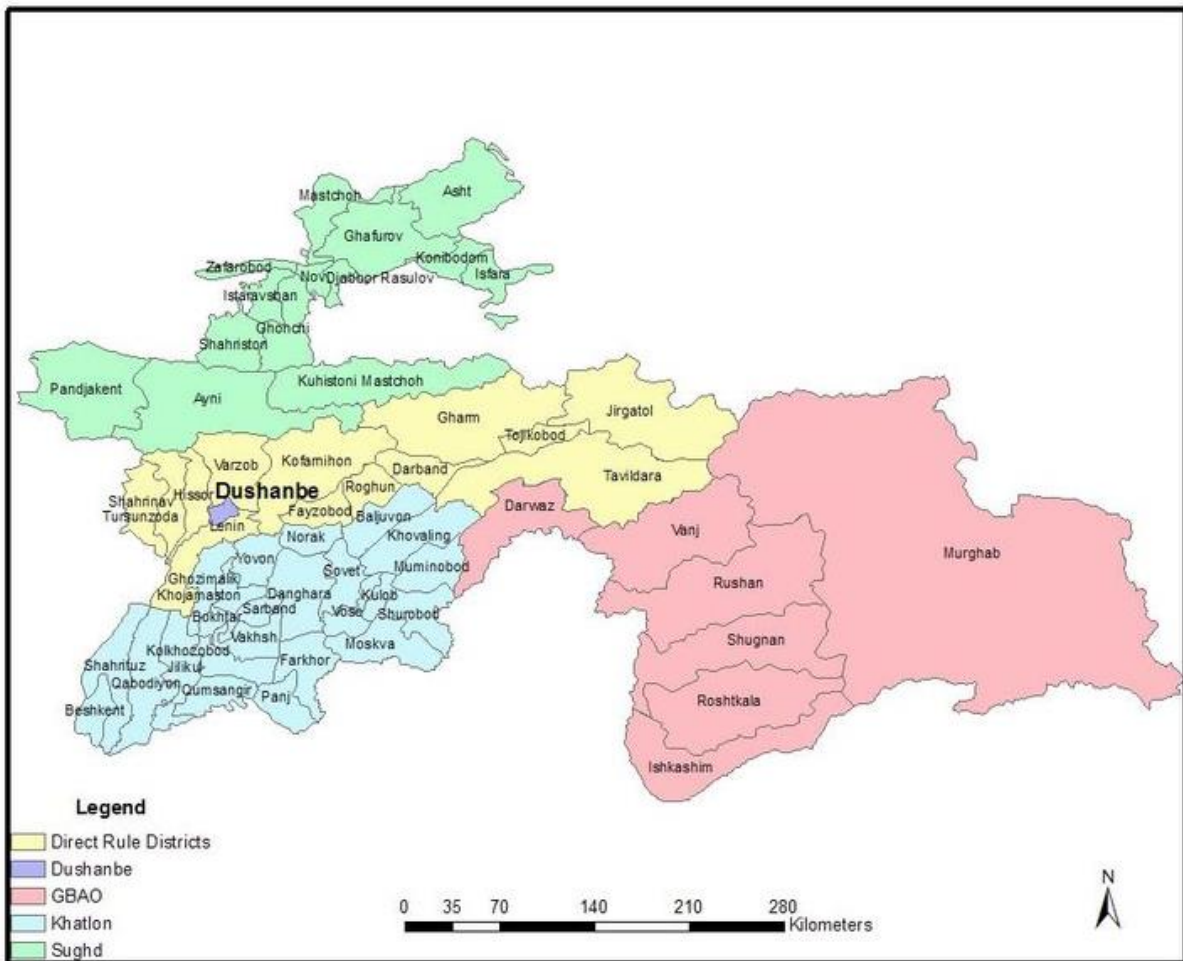 Mastchoh
Asht
Ghafurov
Konibodom
Isfara
Zafarobod
Nov
Djabbor Rasulov
Istaravshan
Ghonchi
Shahriston
Pandjakent
Ayni
Kuhistoni Mastchoh
Gharm
Jirgatol
Tojikobod
Varzob
Kofarnihon
Darband
Tavildara
Roghun
Hissor
Dushanbe
Shahrinav
Tursunzoda
Lenin
Fayzobod
Baljuvon
Darwaz
Norak
Khovaling
Vanj
Murghab
Yovon
Sovet
Muminobod
Ghozimalik
Rushan
Khojamaston
Danghara
Kulob
Sarband
Bokhtar
Vose
Shurobod
Vakhsh
Moskva
Shugnan
Kolkhozobod
Jilikul
Farkhor
Shahrituz
Qabodiyon
Qumsangir
Panj
Roshtkala
Beshkent
Ishkashim
Legend
Direct Rule Districts
Dushanbe
GBAO
Khatlon
Sughd
0 35 70 140 210 280
Kilometers
N